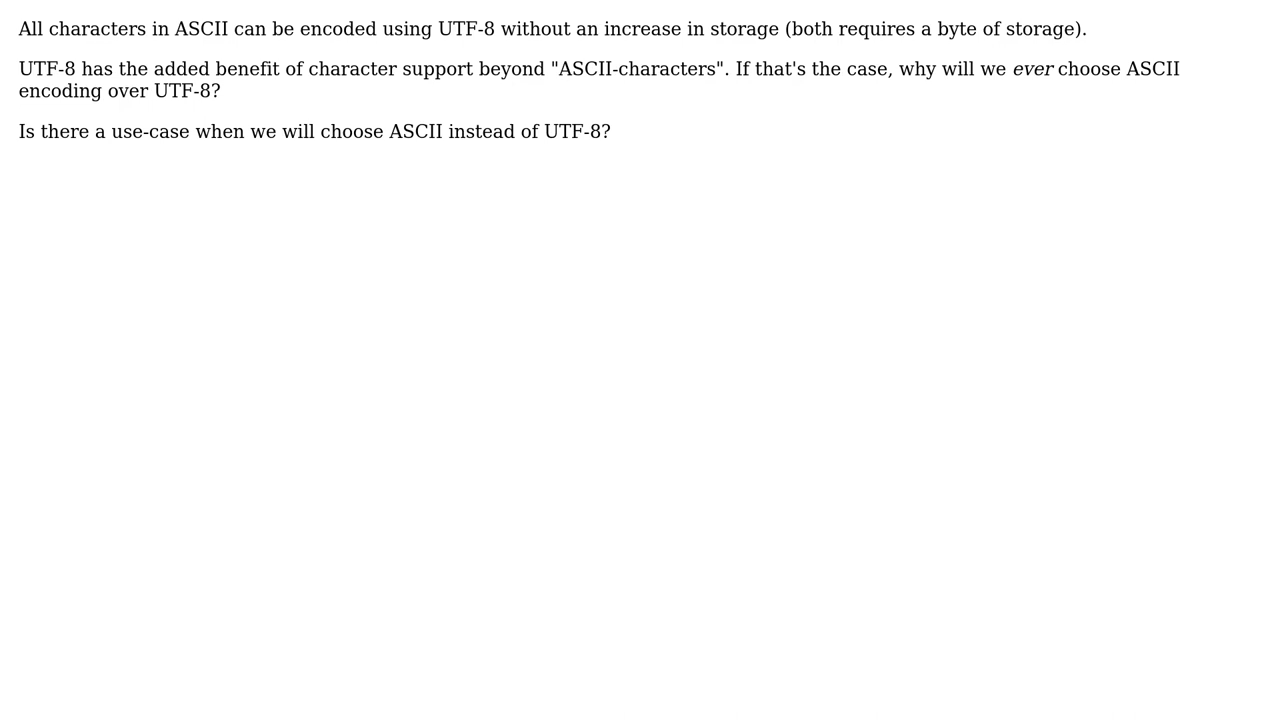 All characters in ASCII can be encoded using UTF-8 without an increase in storage (both requires a byte of storage).
UTF-8 has the added benefit of character support beyond "ASCII-characters". If that's the case, why will we ever choose ASCII
encoding over UTF-8?
Is there a use-case when we will choose ASCII instead of UTF-8?